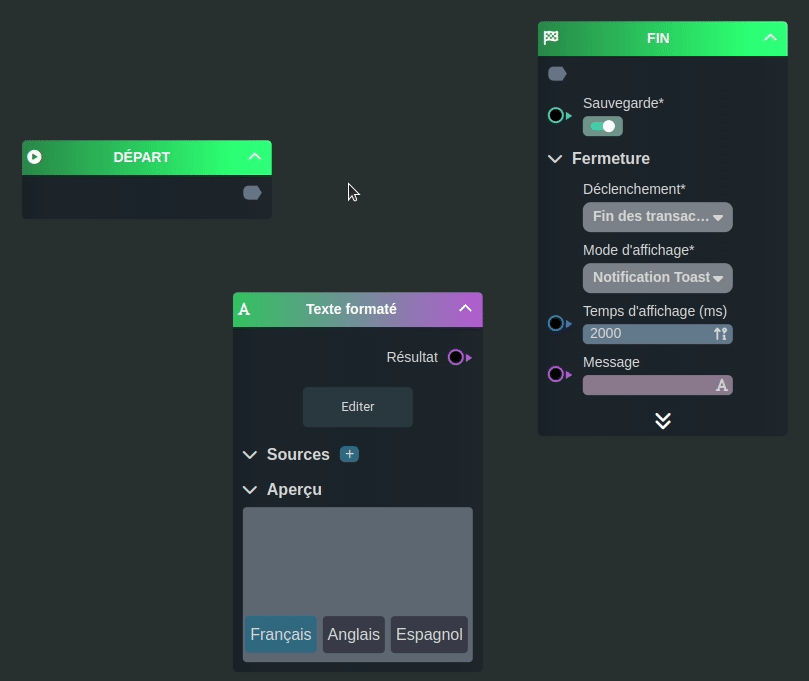 DÉPART
Texte formaté
Résultat
Editer
Sources +
Aperçu
Français Anglais Espagnol
FIN
Sauvegarde*
Fermeture
Déclenchement*
Fin des transac...
Mode d'affichage*
Notification Toast
Temps d'affichage (ms)
2000
Message